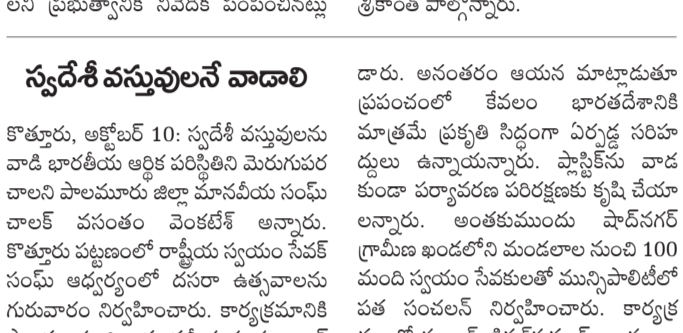 లని ప్రభుత్వానికి నివేదిక పంపించినట్లు
స్వదేశీ వస్తువులనే వాడాలి
కొత్తూరు, అక్టోబర్ 10: స్వదేశీ వస్తువులను
వాడి భారతీయ ఆర్థిక పరిస్థితిని మెరుగుపర
చాలని పాలమూరు జిల్లా మానవీయ సంఘ్
చాలక్ వసంతం వెంకటేశ్ అన్నారు.
కొత్తూరు పట్టణంలో రాష్ట్రీయ స్వయం సేవక్
సంఘ్ ఆధ్వర్యంలో దసరా ఉత్సవాలను
గురువారం నిర్వహించారు. కార్యక్రమానికి
శ్రీకాంత్ పాల్గొన్నారు.
డారు. అనంతరం ఆయన మాట్లాడుతూ
ప్రపంచంలో కేవలం భారతదేశానికి
మాత్రమే ప్రకృతి సిద్ధంగా ఏర్పడ్డ సరిహ
ద్దులు ఉన్నాయన్నారు. ప్లాస్టిక్‌ను వాడ
కుండా పర్యావరణ పరిరక్షణకు కృషి చేయా
లన్నారు. అంతకుముందు షాద్‌నగర్
గ్రామీణ ఖండలోని మండలాల నుంచి 100
మంది స్వయం సేవకులతో మున్సిపాలిటీలో
పత సంచలన్ నిర్వహించారు. కార్యక్ర